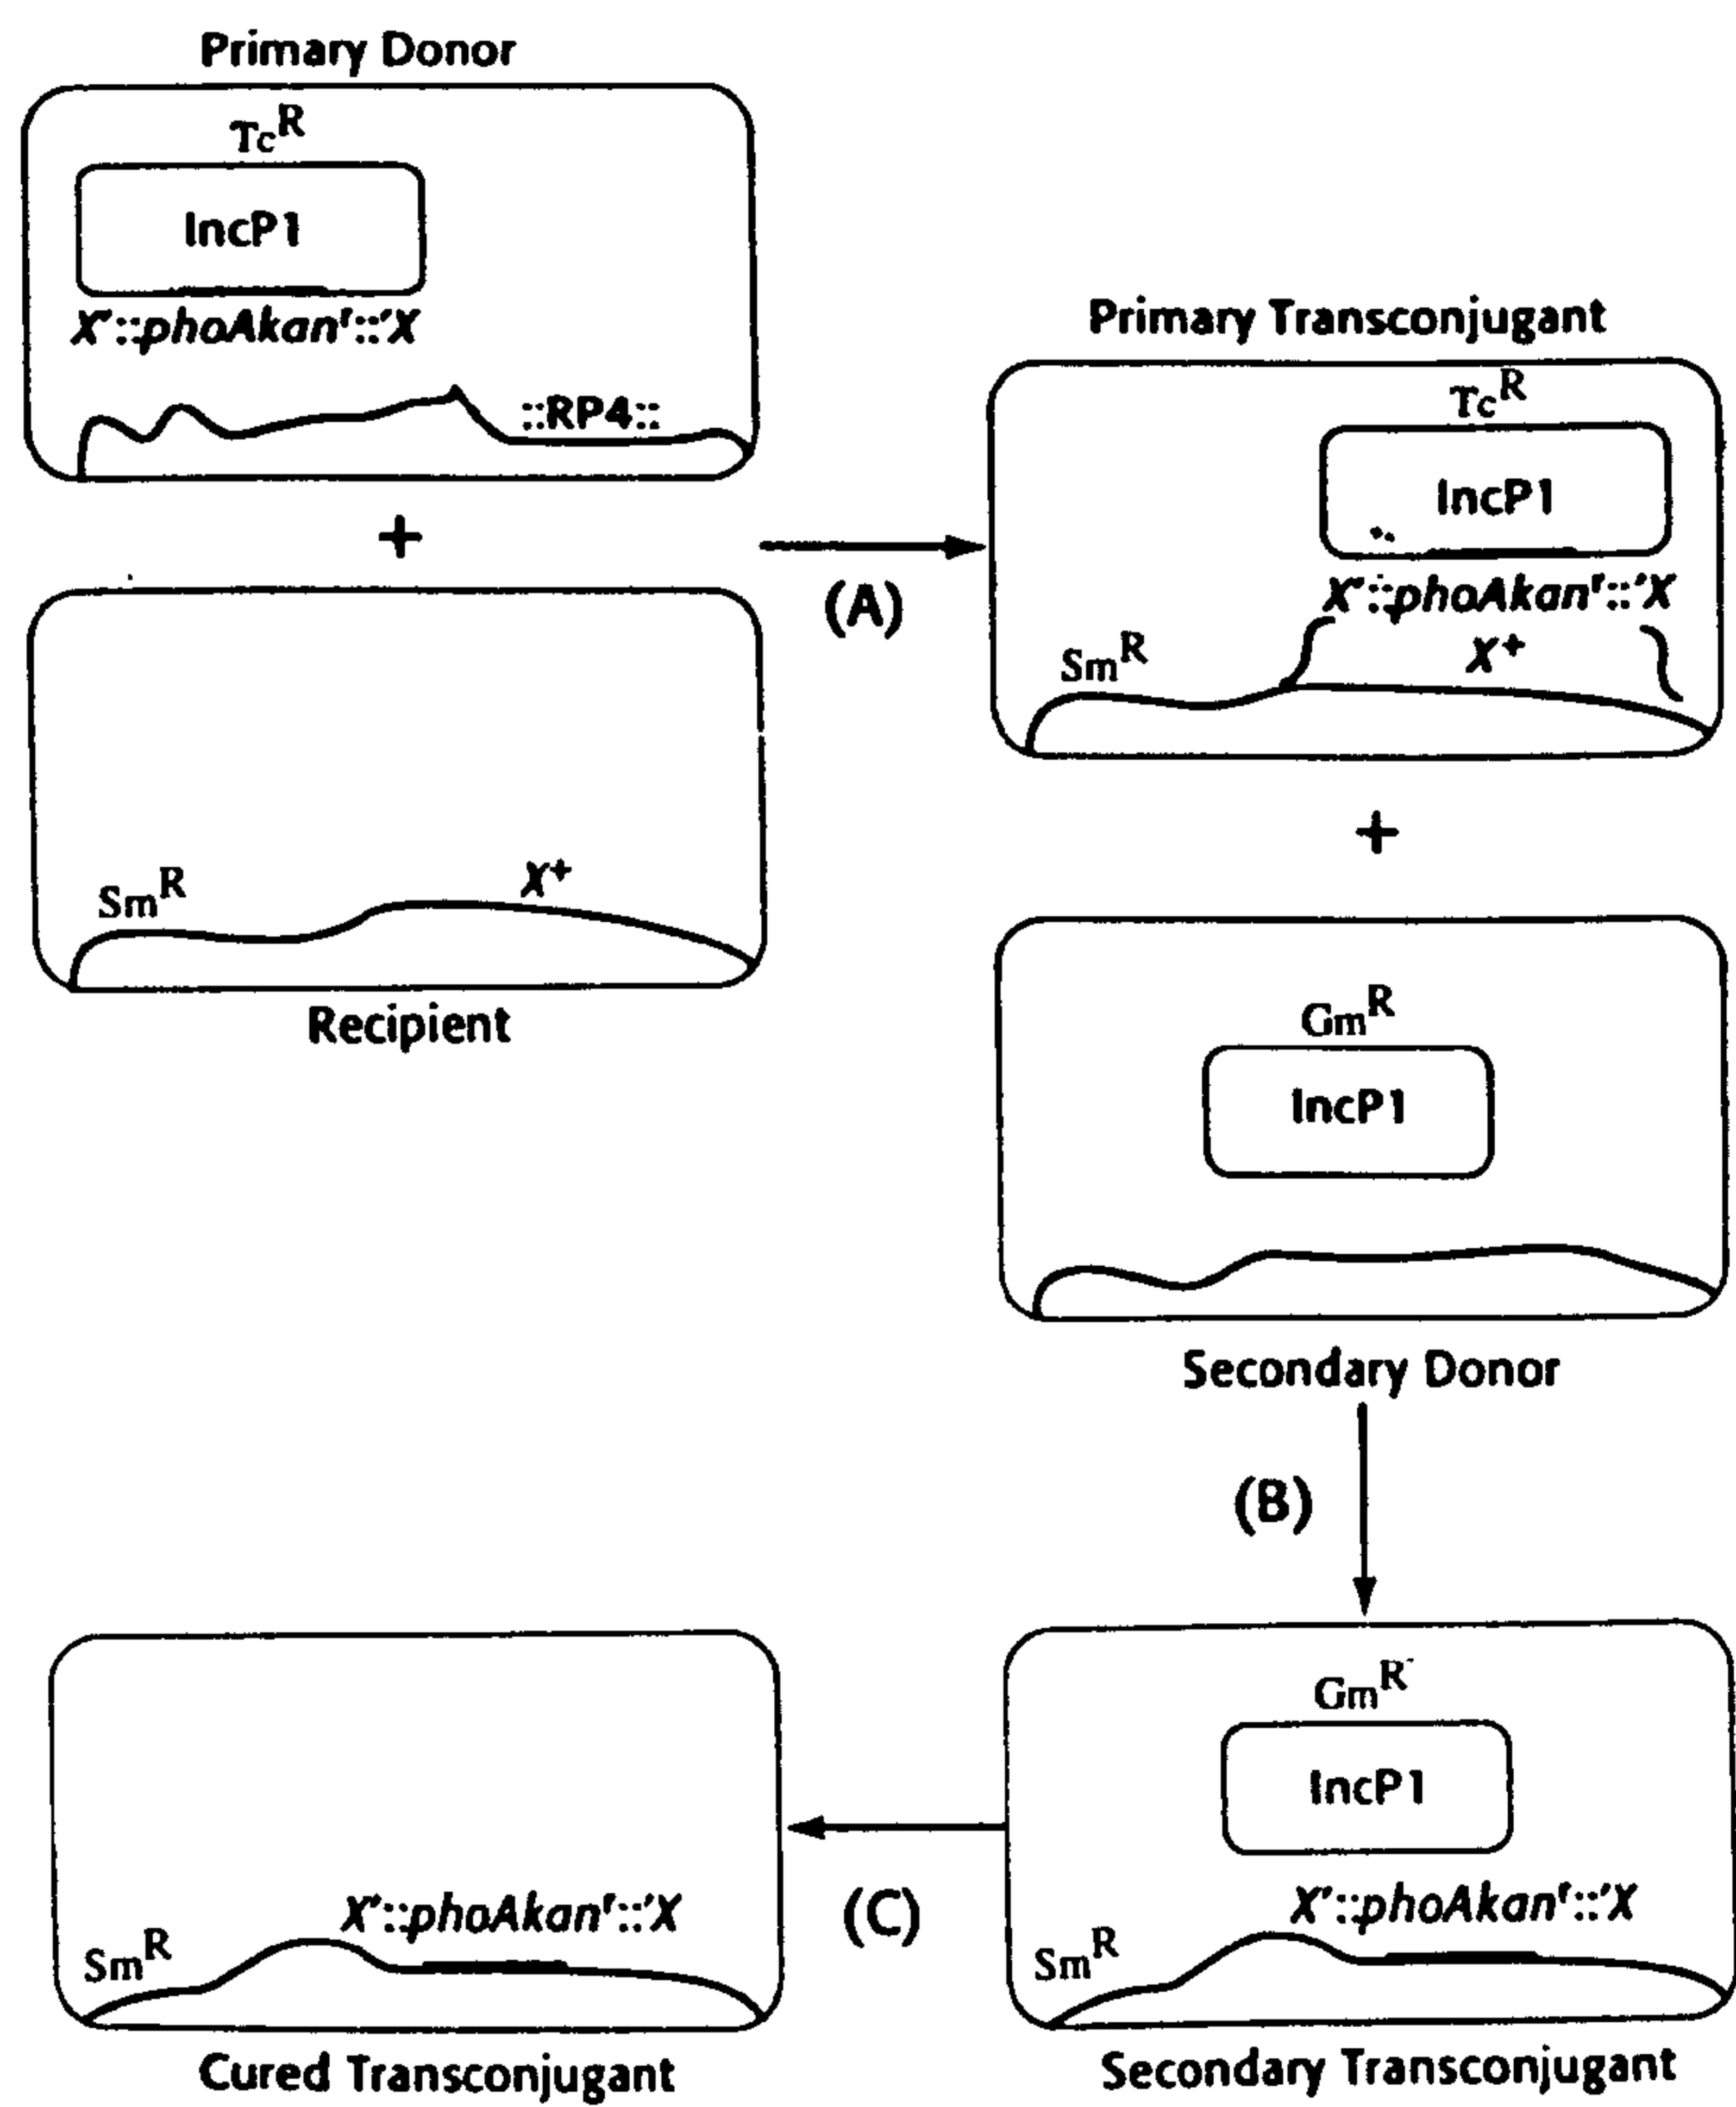 Primary Donor
Tc^R
IncP1
X'::phoAkan^r::'X
::RP4::
+
Sm^R
X^+
Recipient
(A)
Primary Transconjugant
Tc^R
IncP1
X'::phoAkan^r::'X
Sm^R
X^+
+
Gm^R
IncP1
Secondary Donor
(B)
Gm^R
IncP1
X'::phoAkan^r::'X
Sm^R
Secondary Transconjugant
(C)
X'::phoAkan^r::'X
Sm^R
Cured Transconjugant